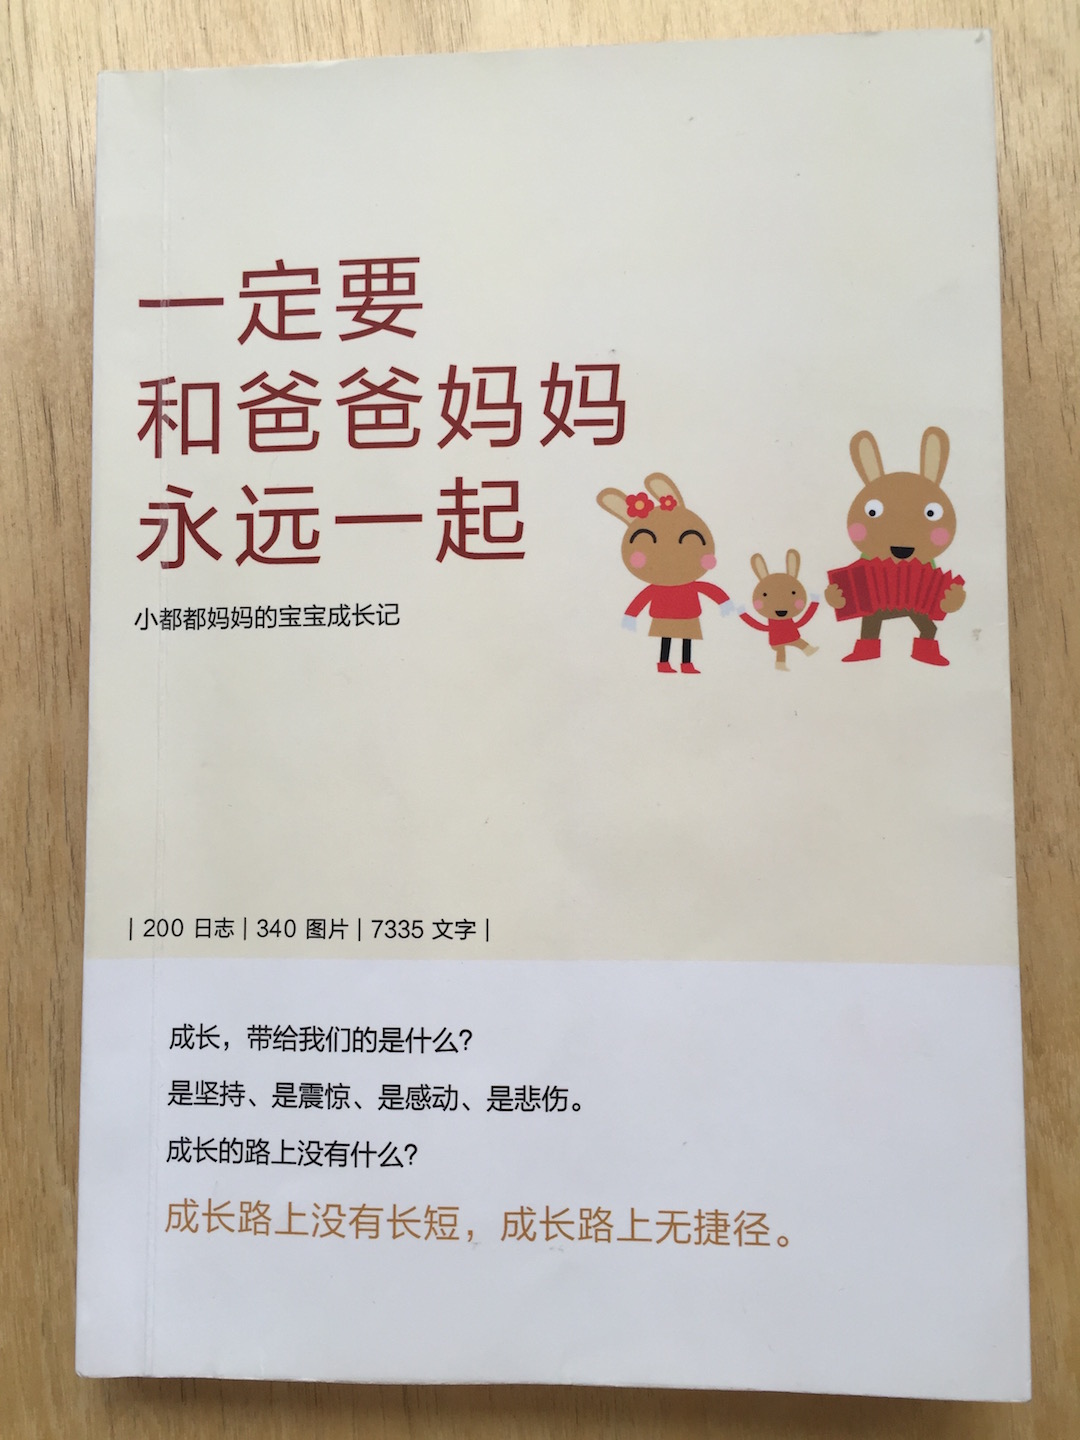 一定要
和爸爸妈妈
永远一起
小都都妈妈的宝宝成长记
| 200 日志 | 340 图片 | 7335 文字 |
成长，带给我们的是什么？
是坚持、是震惊、是感动、是悲伤。
成长的路上没有什么？
成长路上没有长短，成长路上无捷径。